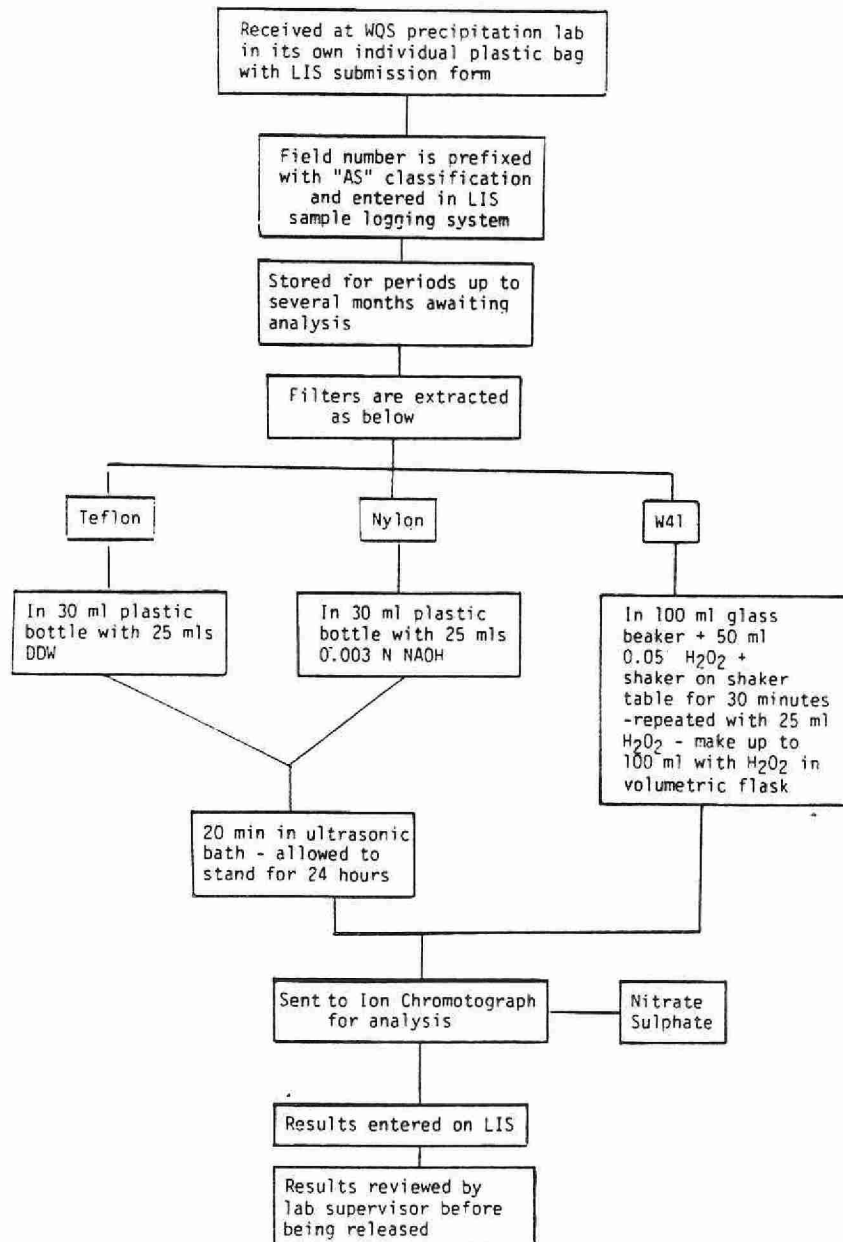 Received at WQS precipitation lab
in its own individual plastic bag
with LIS submission form
Field number is prefixed
with "AS" classification
and entered in LIS
sample logging system
Stored for periods up to
several months awaiting
analysis
Filters are extracted
as below
Teflon
Nylon
W41
In 30 ml plastic
bottle with 25 mls
DDW
In 30 ml plastic
bottle with 25 mls
0.003 N NAOH
In 100 ml glass
beaker + 50 ml
0.05 H2O2 +
shaker on shaker
table for 30 minutes
-repeated with 25 ml
H2O2 - make up to
100 ml with H2O2 in
volumetric flask
20 min in ultrasonic
bath - allowed to
stand for 24 hours
Sent to Ion Chromotograph
for analysis
Nitrate
Sulphate
Results entered on LIS
Results reviewed by
lab supervisor before
being released